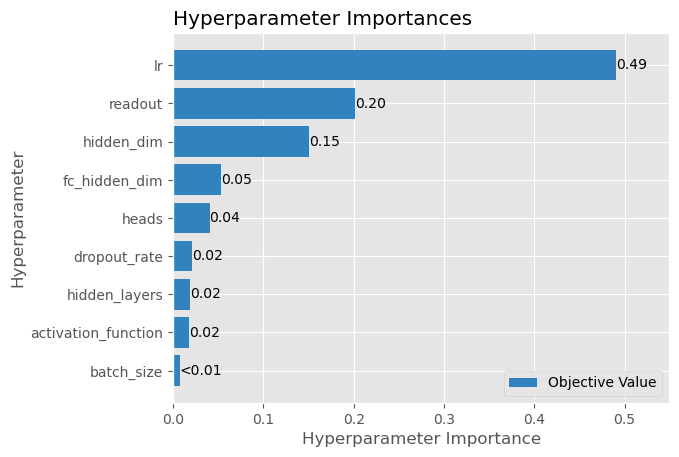 Hyperparameter Importances
Hyperparameter
lr
0.49
readout
0.20
hidden_dim
0.15
fc_hidden_dim
0.05
heads
0.04
dropout_rate
0.02
hidden_layers
0.02
activation_function
0.02
batch_size
<0.01
Objective Value
0.0 0.1 0.2 0.3 0.4 0.5
Hyperparameter Importance